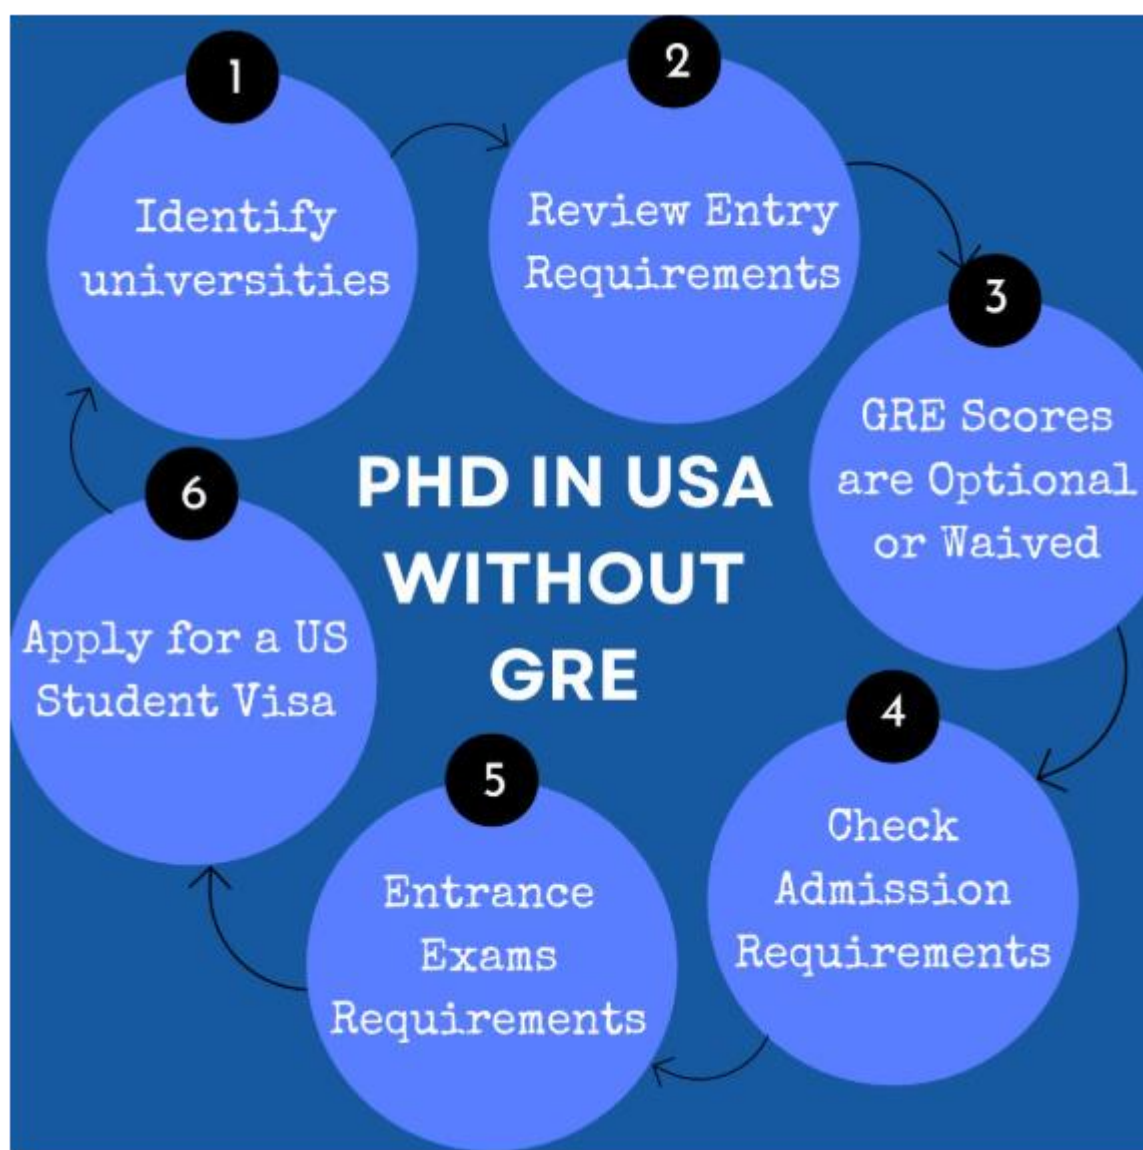 1
Identify
universities
2
Review Entry
Requirements
3
GRE Scores
are Optional
or Waived
4
Check
Admission
Requirements
5
Entrance
Exams
Requirements
6
Apply for a US
Student Visa
PHD IN USA
WITHOUT
GRE